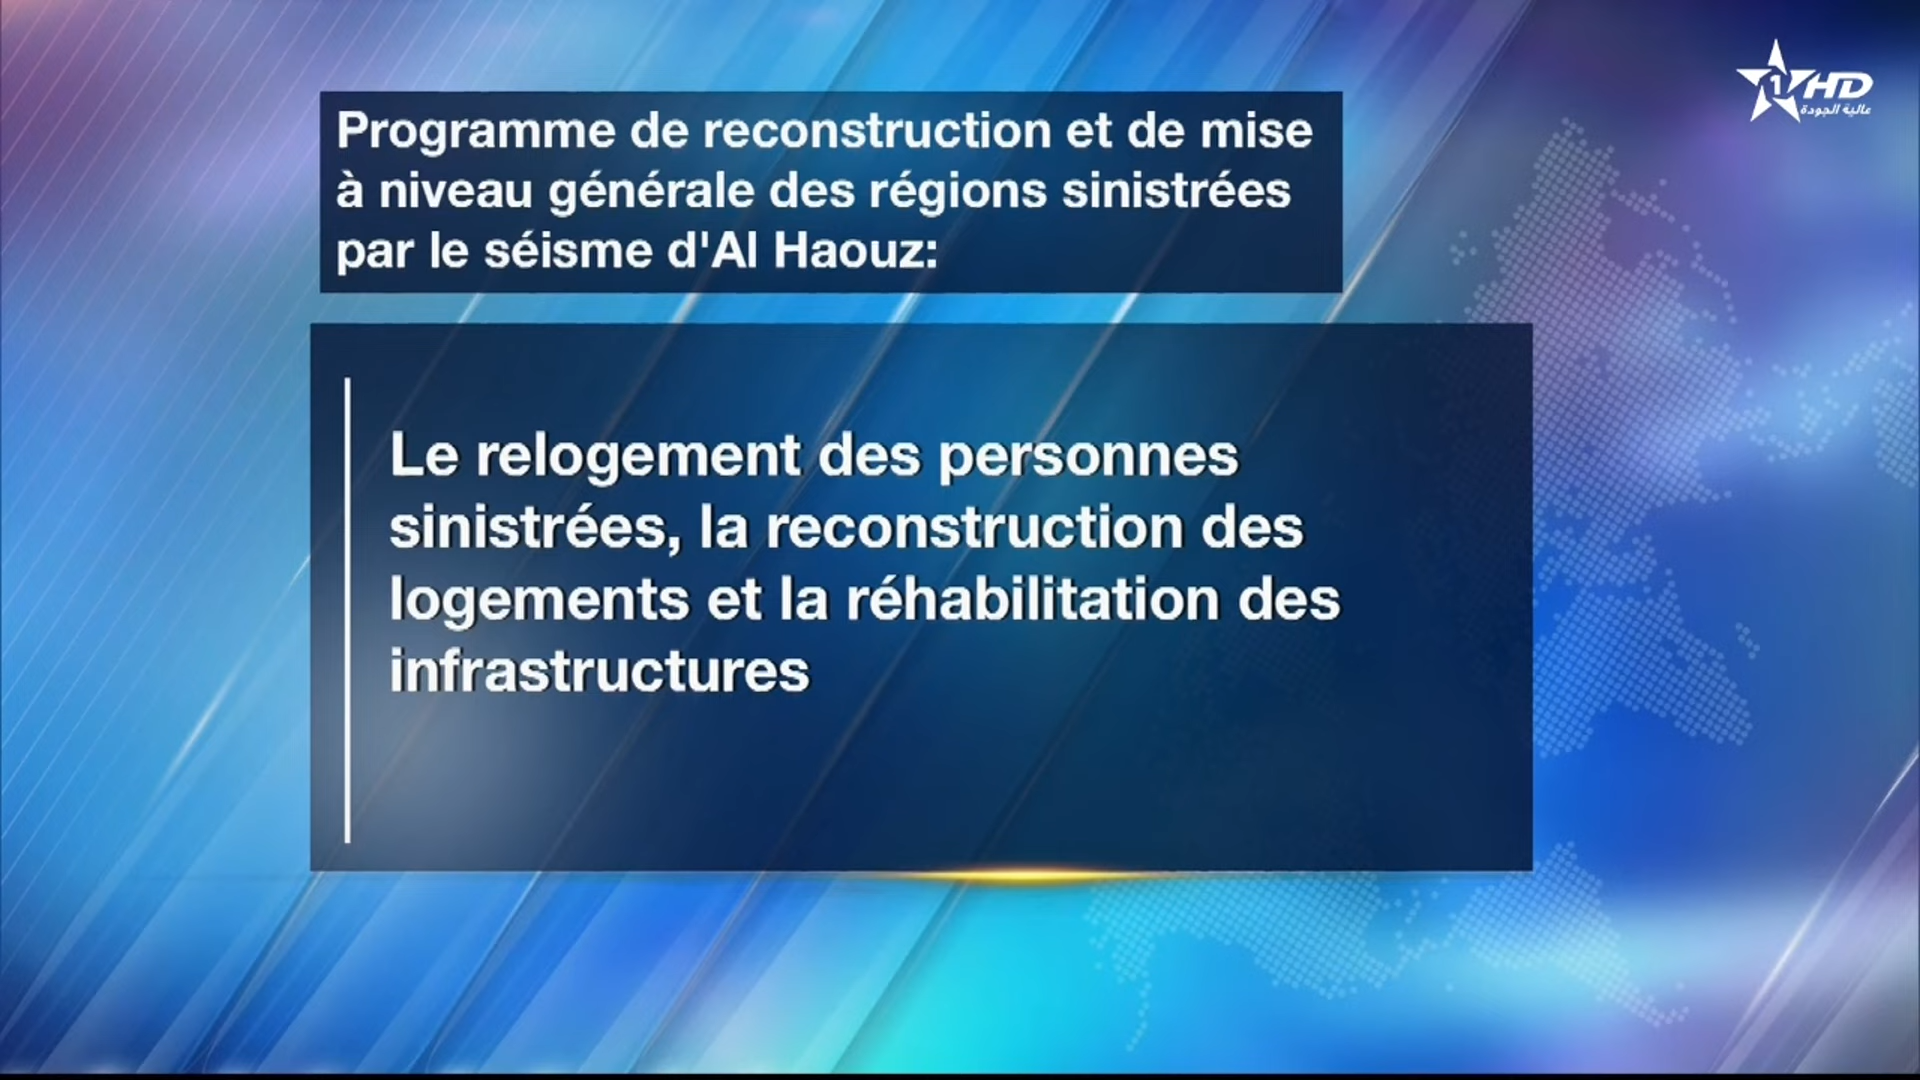 1 HD
عالية الجودة
Programme de reconstruction et de mise
à niveau générale des régions sinistrées
par le séisme d'Al Haouz:
Le relogement des personnes
sinistrées, la reconstruction des
logements et la réhabilitation des
infrastructures